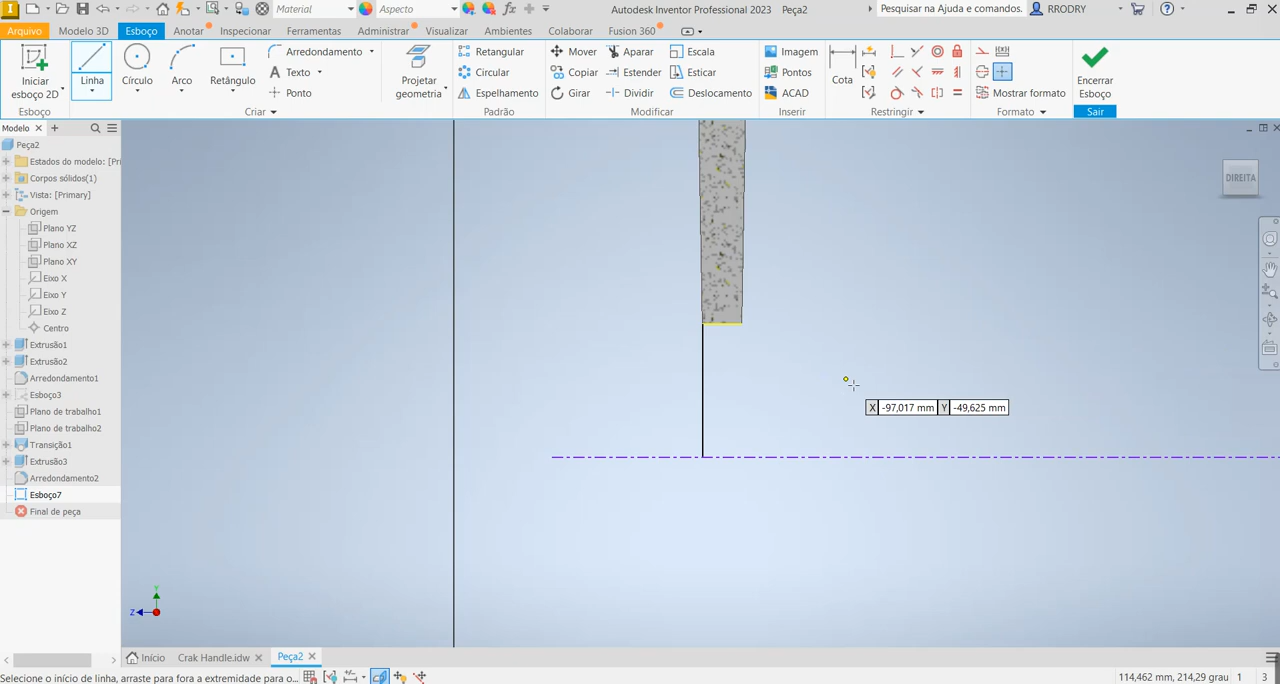 Material
Aspecto
fx
Autodesk Inventor Professional 2023 Peça2
Pesquisar na Ajuda e comandos.
RRODRY
Arquivo Modelo 3D Esboço Anotar Inspecionar Ferramentas Administrar Visualizar Ambientes Colaborar Fusion 360
Iniciar
esboço 2D
Linha
Círculo
Arco
Retângulo
Arredondamento
Texto
Ponto
Projetar
geometria
Retangular
Circular
Espelhamento
Mover
Copiar
Girar
Aparar
Estender
Dividir
Escala
Esticar
Deslocamento
Imagem
Pontos
ACAD
Cota
Mostrar formato
Encerrar
Esboço
Esboço Criar Padrão Modificar Inserir Restringir Formato Sair
Modelo
Peça2
Estados do modelo: [Pri
Corpos sólidos(1)
Vista: [Primary]
Origem
Plano YZ
Plano XZ
Plano XY
Eixo X
Eixo Y
Eixo Z
Centro
Extrusão1
Extrusão2
Arredondamento1
Esboço3
Plano de trabalho1
Plano de trabalho2
Transição1
Extrusão3
Arredondamento2
Esboço7
Final de peça
DIREITA
X -97,017 mm Y -49,625 mm
Y
Z
Início Crak Handle.idw Peça2
Selecione o início de linha, arraste para fora a extremidade para o...
114,462 mm, 214,29 grau 1 3